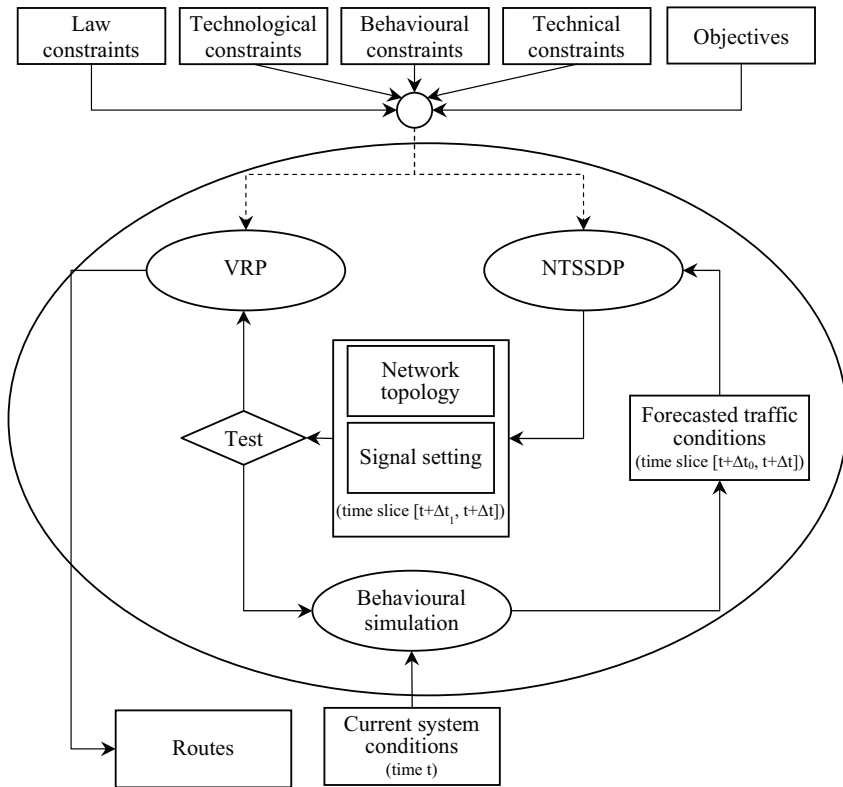 Law
constraints
Technological
constraints
Behavioural
constraints
Technical
constraints
Objectives
VRP
NTSSDP
Network
topology
Signal setting
(time slice [t+Δt₁, t+Δt])
Test
Forecasted traffic
conditions
(time slice [t+Δt₀, t+Δt])
Behavioural
simulation
Routes
Current system
conditions
(time t)